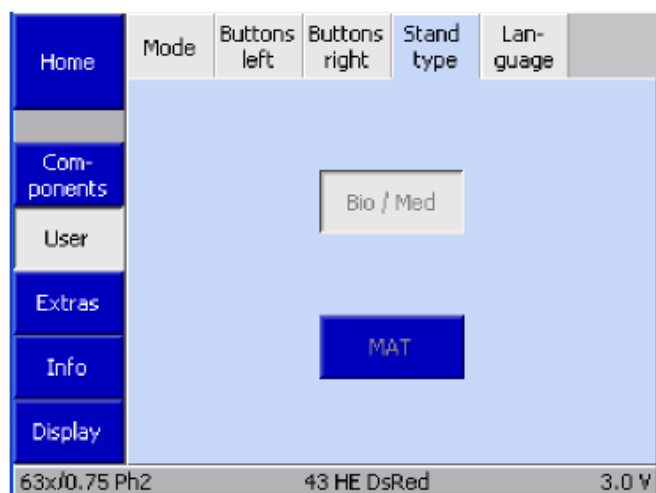 Home
Mode
Buttons
left
Buttons
right
Stand
type
Lan-
guage
Com-
ponents
User
Extras
Info
Display
Bio / Med
MAT
63x/0.75 Ph2 43 HE DsRed 3.0 V